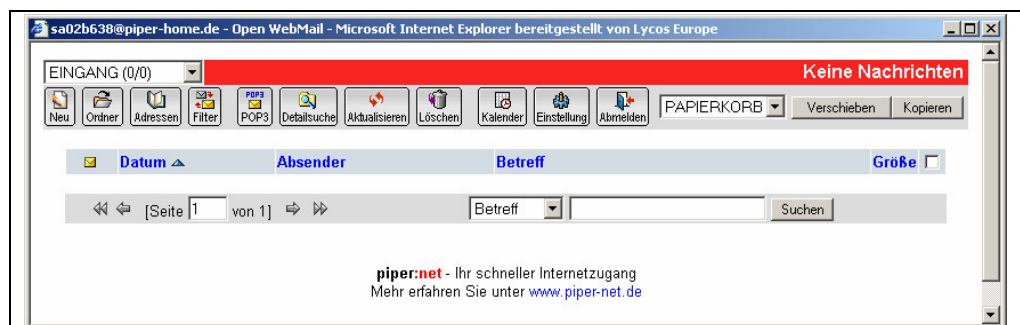 sa02b638@piper-home.de - Open WebMail - Microsoft Internet Explorer bereitgestellt von Lycos Europe
EINGANG (0/0) Keine Nachrichten
POP3
Neu Ordner Adressen Filter POP3 Detailsuche Aktualisieren Löschen Kalender Einstellung Abmelden PAPIERKORB Verschieben Kopieren
Datum Absender Betreff Größe
[Seite 1 von 1] Betreff Suchen
piper:net - Ihr schneller Internetzugang
Mehr erfahren Sie unter www.piper-net.de